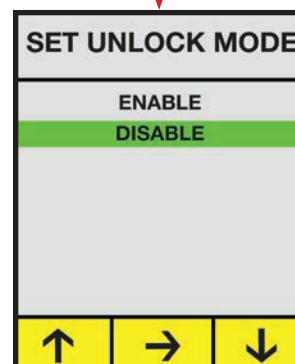 SET UNLOCK MODE
ENABLE
DISABLE
↑ → ↓